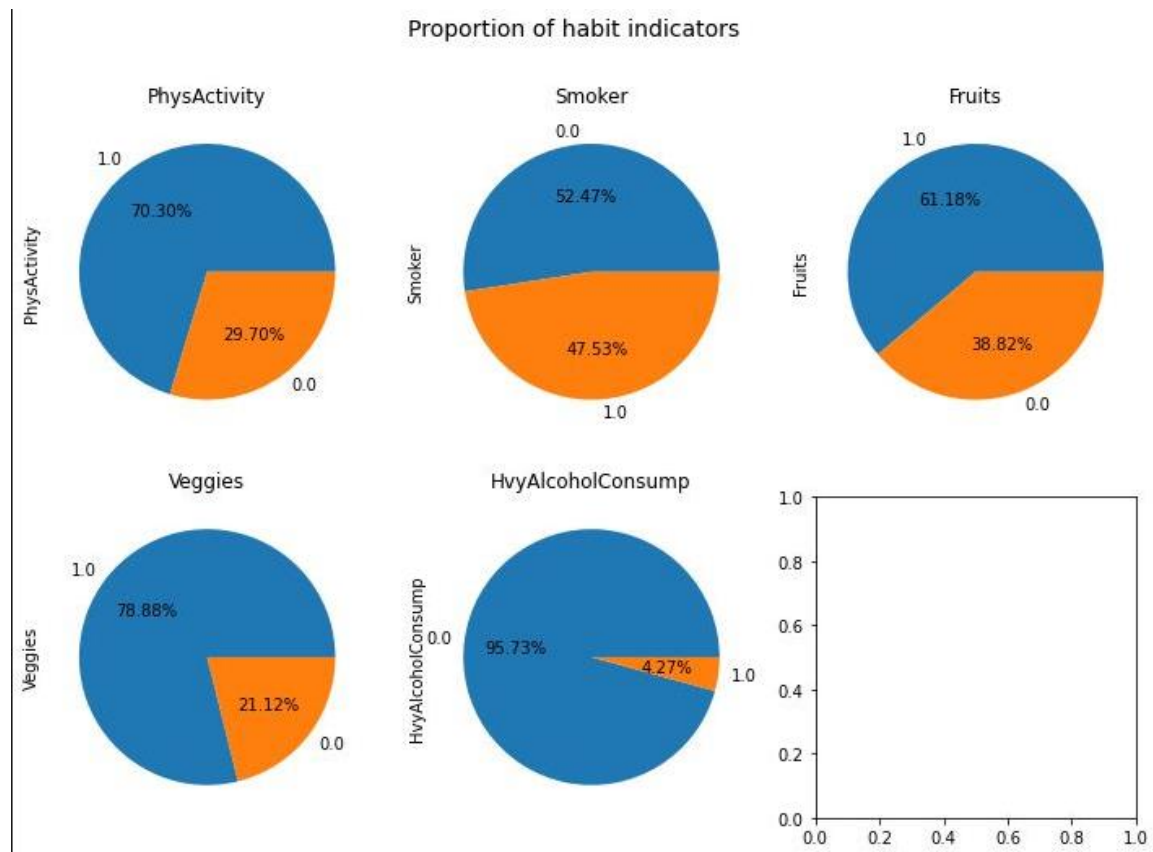 Proportion of habit indicators
PhysActivity
1.0
70.30%
29.70%
0.0
PhysActivity
Smoker
0.0
52.47%
47.53%
1.0
Smoker
Fruits
1.0
61.18%
38.82%
0.0
Fruits
Veggies
1.0
78.88%
21.12%
0.0
Veggies
HvyAlcoholConsump
0.0
95.73%
4.27%
1.0
HvyAlcoholConsump
1.0
0.8
0.6
0.4
0.2
0.0
0.0 0.2 0.4 0.6 0.8 1.0